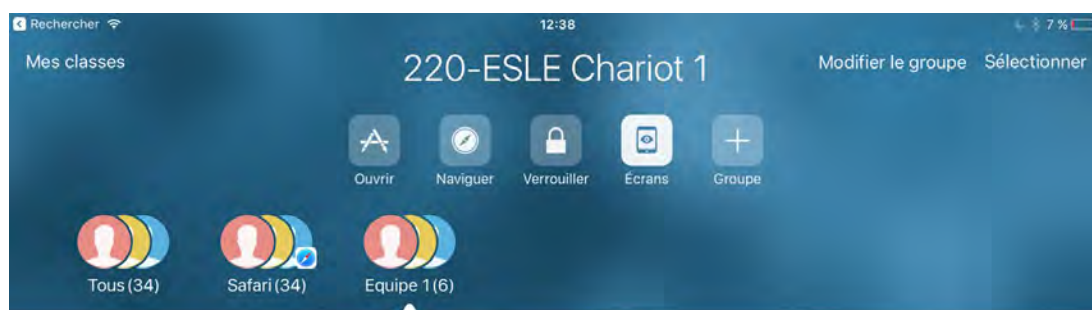 Rechercher 12:38 7 %
Mes classes 220-ESLE Chariot 1 Modifier le groupe Sélectionner
Ouvrir Naviguer Verrouiller Écrans Groupe
Tous (34) Safari (34) Equipe 1(6)